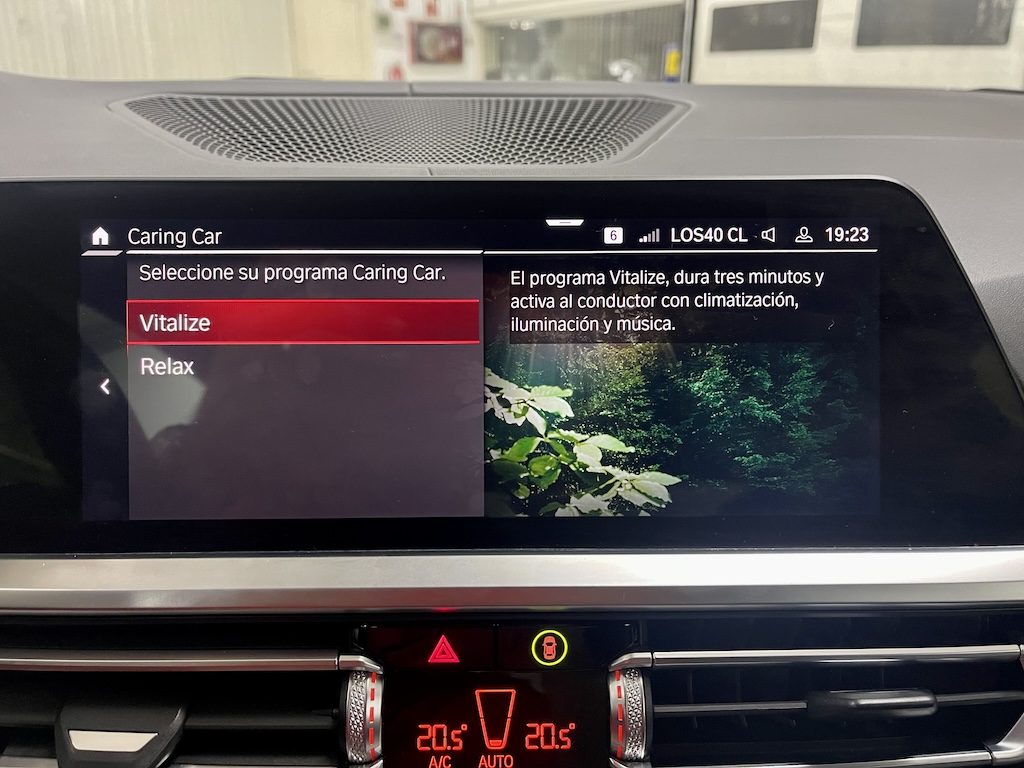 Caring Car
6
LOS40 CL
19:23
Seleccione su programa Caring Car.
Vitalize
Relax
El programa Vitalize, dura tres minutos y
activa al conductor con climatización,
iluminación y música.
20.5°
20.5°
A/C
AUTO